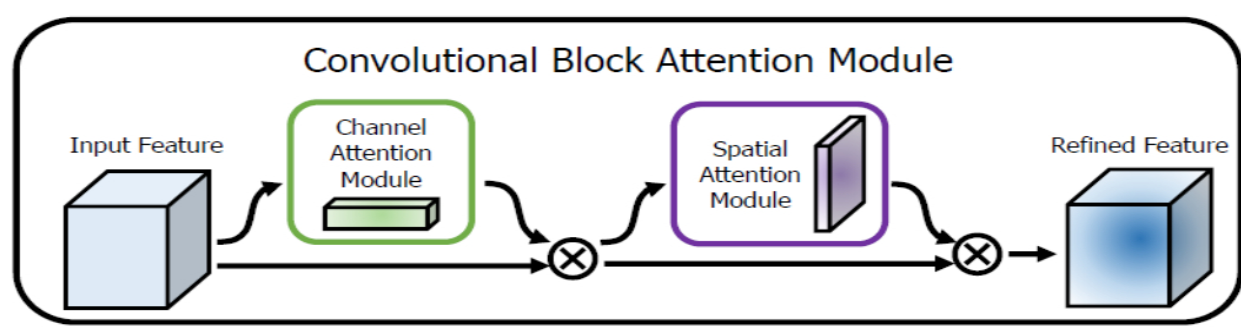 Convolutional Block Attention Module
Input Feature
Channel
Attention
Module
Spatial
Attention
Module
Refined Feature